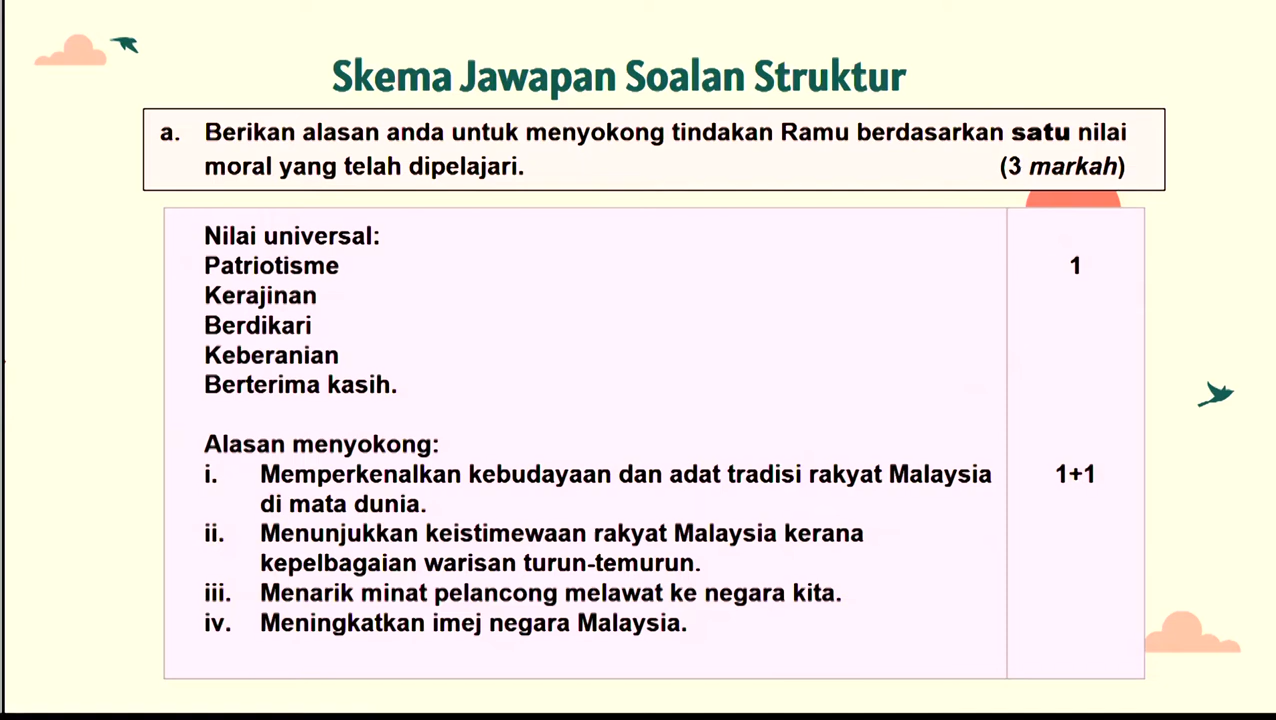 Skema Jawapan Soalan Struktur
a. Berikan alasan anda untuk menyokong tindakan Ramu berdasarkan satu nilai
moral yang telah dipelajari. (3 markah)
Nilai universal:
Patriotisme 1
Kerajinan
Berdikari
Keberanian
Berterima kasih.
Alasan menyokong:
i. Memperkenalkan kebudayaan dan adat tradisi rakyat Malaysia 1+1
di mata dunia.
ii. Menunjukkan keistimewaan rakyat Malaysia kerana
kepelbagaian warisan turun-temurun.
iii. Menarik minat pelancong melawat ke negara kita.
iv. Meningkatkan imej negara Malaysia.